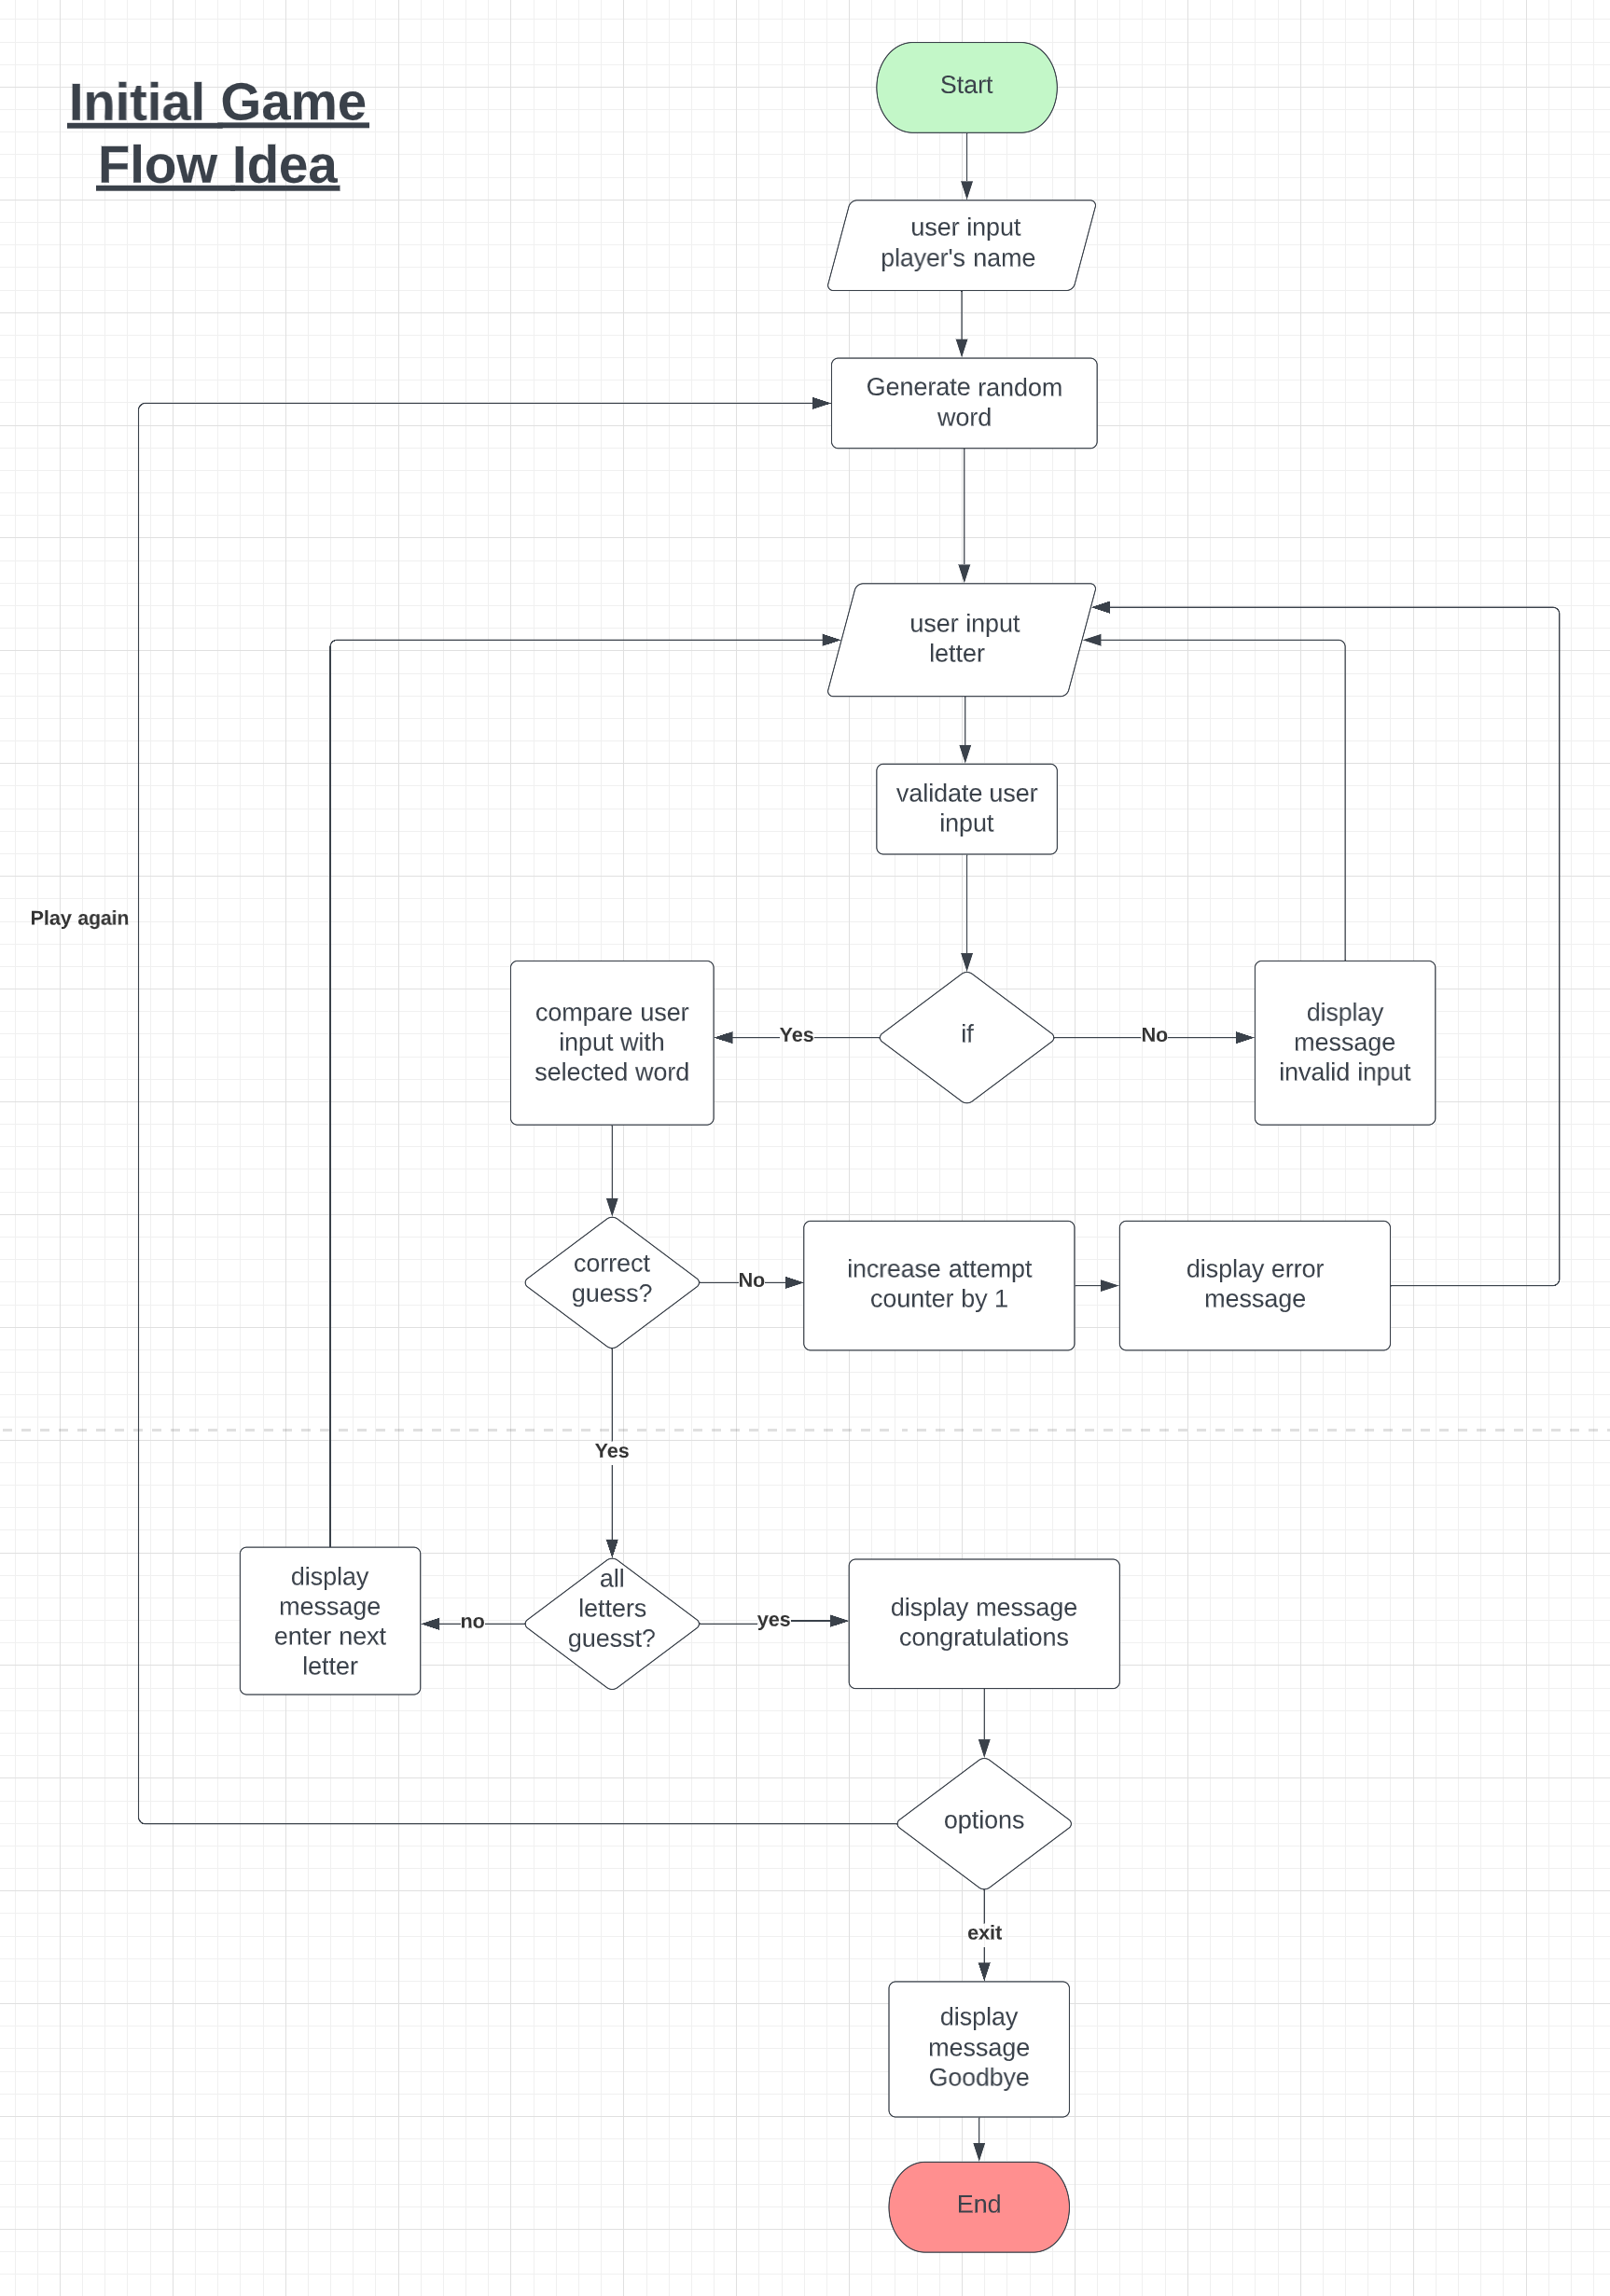 Initial Game
Flow Idea
Start
user input
player's name
Generate random
word
user input
letter
validate user
input
Play again
compare user
input with
selected word
Yes
if
No
display
message
invalid input
correct
guess?
No
increase attempt
counter by 1
display error
message
Yes
display
message
enter next
letter
no
all
letters
guesst?
yes
display message
congratulations
options
exit
display
message
Goodbye
End